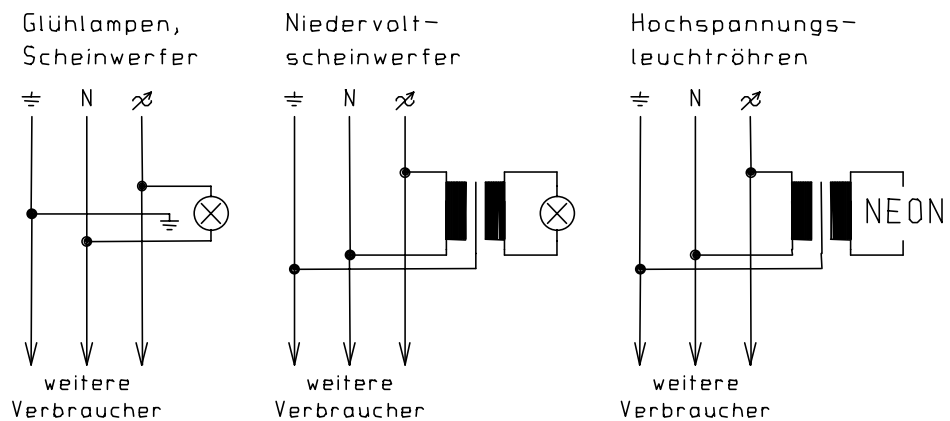 Glühlampen,
Scheinwerfer
N
weitere
Verbraucher
Niedervolt-
scheinwerfer
N
weitere
Verbraucher
Hochspannungs-
leuchtröhren
N
NEON
weitere
Verbraucher